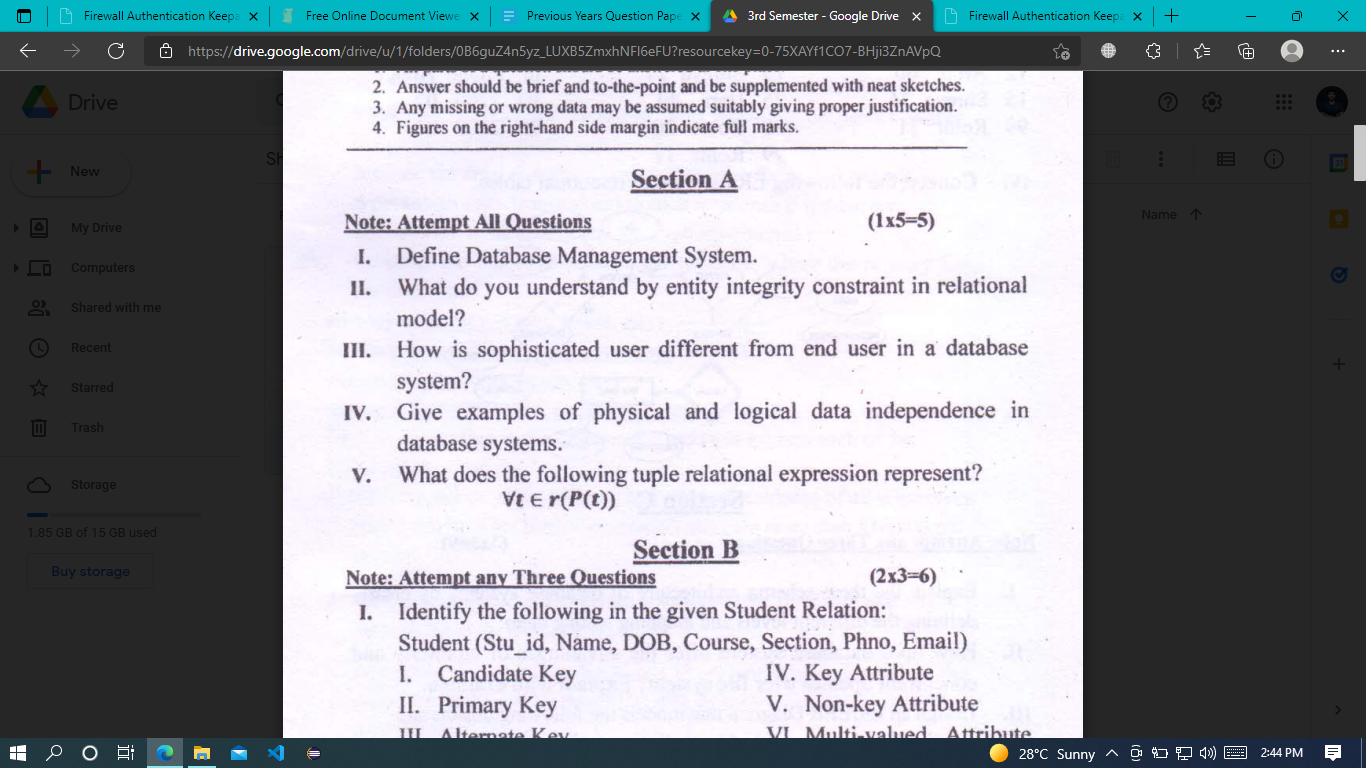 Firewall Authentication Keepa
Free Online Document Viewe
Previous Years Question Pape
3rd Semester - Google Drive
Firewall Authentication Keepa
https://drive.google.com/drive/u/1/folders/0B6guZ4n5yz_LUXB5ZmxhNFI6eFU?resourcekey=0-75XAYf1CO7-BHji3ZnAVpQ
Drive
New
My Drive
Computers
Shared with me
Recent
Starred
Trash
Storage
1.85 GB of 15 GB used
Buy storage
Sh
Name
2. Answer should be brief and to-the-point and be supplemented with neat sketches.
3. Any missing or wrong data may be assumed suitably giving proper justification.
4. Figures on the right-hand side margin indicate full marks.
Section A
Note: Attempt All Questions (1x5=5)
I. Define Database Management System.
II. What do you understand by entity integrity constraint in relational
model?
III. How is sophisticated user different from end user in a database
system?
IV. Give examples of physical and logical data independence in
database systems.
V. What does the following tuple relational expression represent?
∀t ∈ r(P(t))
Section B
Note: Attempt any Three Questions (2x3=6)
I. Identify the following in the given Student Relation:
Student (Stu_id, Name, DOB, Course, Section, Phno, Email)
I. Candidate Key IV. Key Attribute
II. Primary Key V. Non-key Attribute
III. Alternate Key VI. Multi-valued Attribute
28°C Sunny
2:44 PM